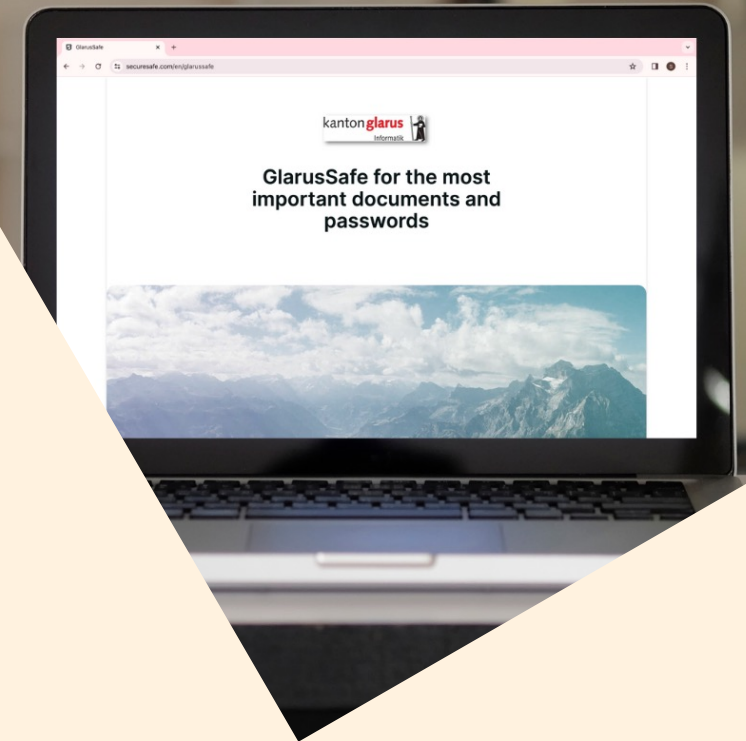 GlarusSafe
securesafe.com/en/glarussafe
kanton glarus
Informatik
GlarusSafe for the most
important documents and
passwords